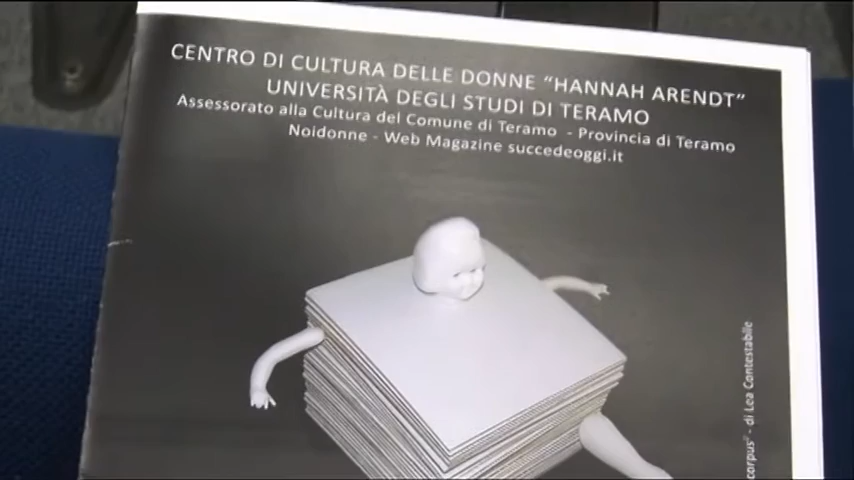 CENTRO DI CULTURA DELLE DONNE “HANNAH ARENDT”
UNIVERSITÀ DEGLI STUDI DI TERAMO
Assessorato alla Cultura del Comune di Teramo - Provincia di Teramo
Noidonne - Web Magazine succedeoggi.it
corpus" - di Lea Contestabile